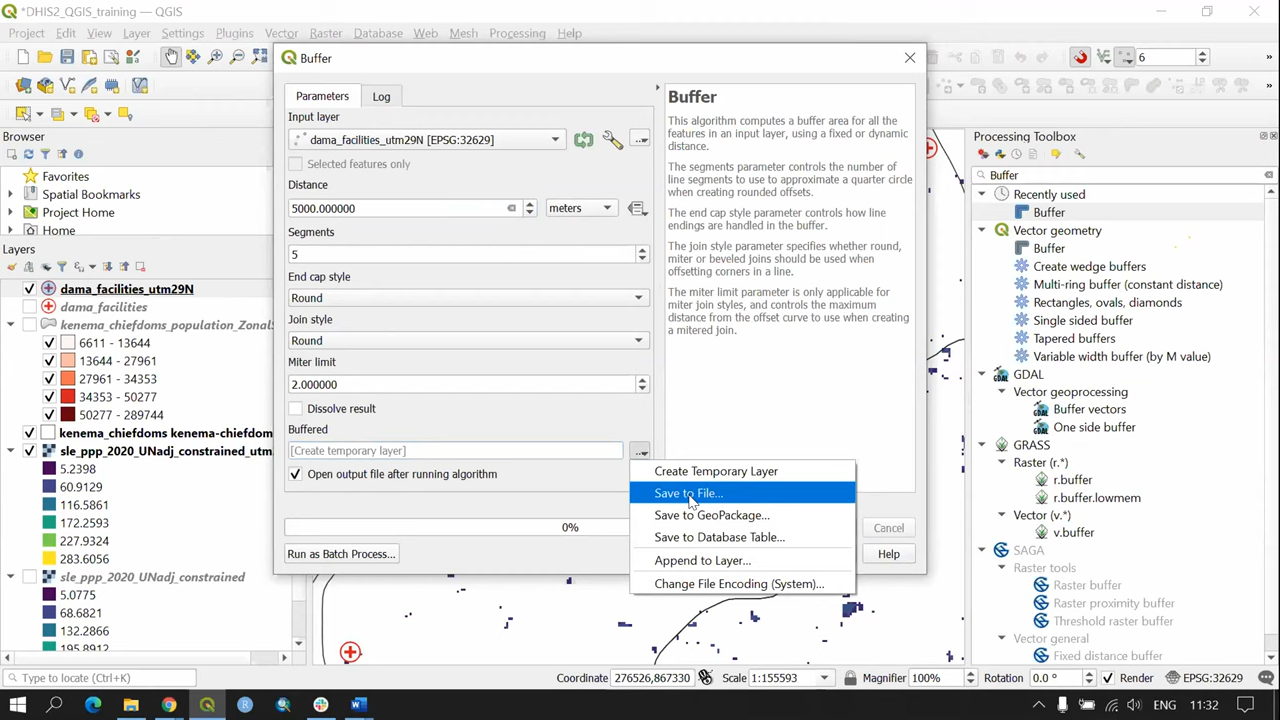 *DHIS2_QGIS_training — QGIS
Project Edit View Layer Settings Plugins Vector Raster Database Web Mesh Processing Help
6
Browser
Favorites
Spatial Bookmarks
Project Home
Home
Layers
dama_facilities_utm29N
dama_facilities
kenema_chiefdoms_population_ZonalS
6611 - 13644
13644 - 27961
27961 - 34353
34353 - 50277
50277 - 289744
kenema_chiefdoms kenema-chiefdoms
sle_ppp_2020_UNadj_constrained_utm
5.2398
60.9129
116.5861
172.2593
227.9324
283.6056
sle_ppp_2020_UNadj_constrained
5.0775
68.6821
132.2866
195.8912
Buffer
Parameters Log
Input layer
dama_facilities_utm29N [EPSG:32629]
Selected features only
Distance
5000.000000 meters
Segments
5
End cap style
Round
Join style
Round
Miter limit
2.000000
Dissolve result
Buffered
[Create temporary layer]
Open output file after running algorithm
0%
Run as Batch Process...
Cancel
Help
Buffer
This algorithm computes a buffer area for all the
features in an input layer, using a fixed or dynamic
distance.
The segments parameter controls the number of
line segments to use to approximate a quarter circle
when creating rounded offsets.
The end cap style parameter controls how line
endings are handled in the buffer.
The join style parameter specifies whether round,
miter or beveled joins should be used when
offsetting corners in a line.
The miter limit parameter is only applicable for
miter join styles, and controls the maximum
distance from the offset curve to use when creating
a mitered join.
Create Temporary Layer
Save to File...
Save to GeoPackage...
Save to Database Table...
Append to Layer...
Change File Encoding (System)...
Processing Toolbox
Buffer
Recently used
Buffer
Vector geometry
Buffer
Create wedge buffers
Multi-ring buffer (constant distance)
Rectangles, ovals, diamonds
Single sided buffer
Tapered buffers
Variable width buffer (by M value)
GDAL
Vector geoprocessing
Buffer vectors
One side buffer
GRASS
Raster (r.*)
r.buffer
r.buffer.lowmem
Vector (v.*)
v.buffer
SAGA
Raster tools
Raster buffer
Raster proximity buffer
Threshold raster buffer
Vector general
Fixed distance buffer
Type to locate (Ctrl+K) Coordinate 276526,867330 Scale 1:155593 Magnifier 100% Rotation 0.0 ° Render EPSG:32629
ENG 11:32